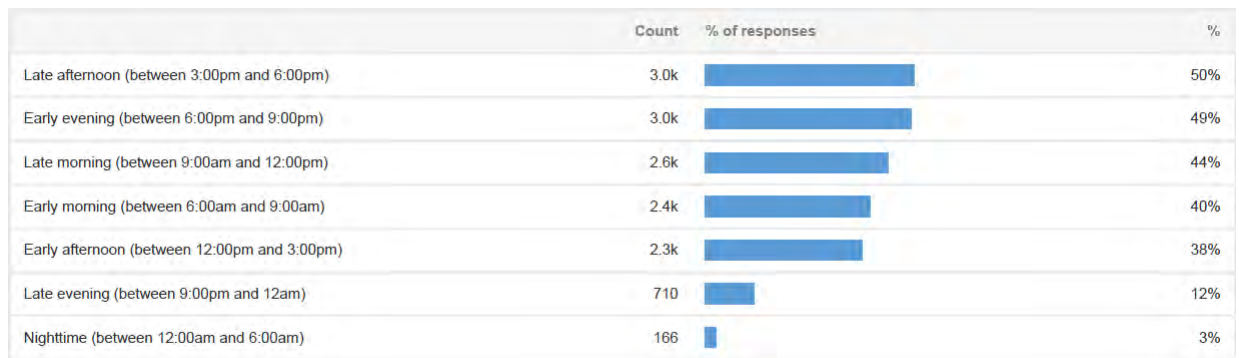 Count % of responses %
Late afternoon (between 3:00pm and 6:00pm) 3.0k 50%
Early evening (between 6:00pm and 9:00pm) 3.0k 49%
Late morning (between 9:00am and 12:00pm) 2.6k 44%
Early morning (between 6:00am and 9:00am) 2.4k 40%
Early afternoon (between 12:00pm and 3:00pm) 2.3k 38%
Late evening (between 9:00pm and 12am) 710 12%
Nighttime (between 12:00am and 6:00am) 166 3%